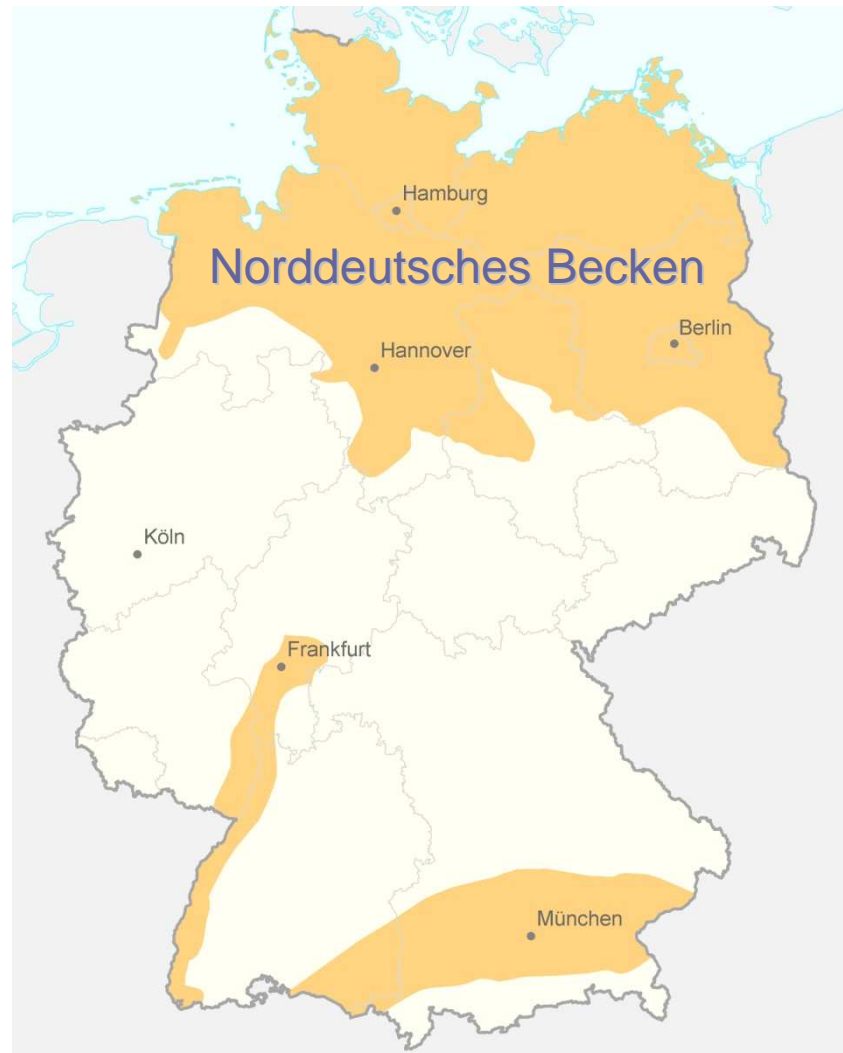 Hamburg
Norddeutsches Becken
Berlin
Hannover
Köln
Frankfurt
München